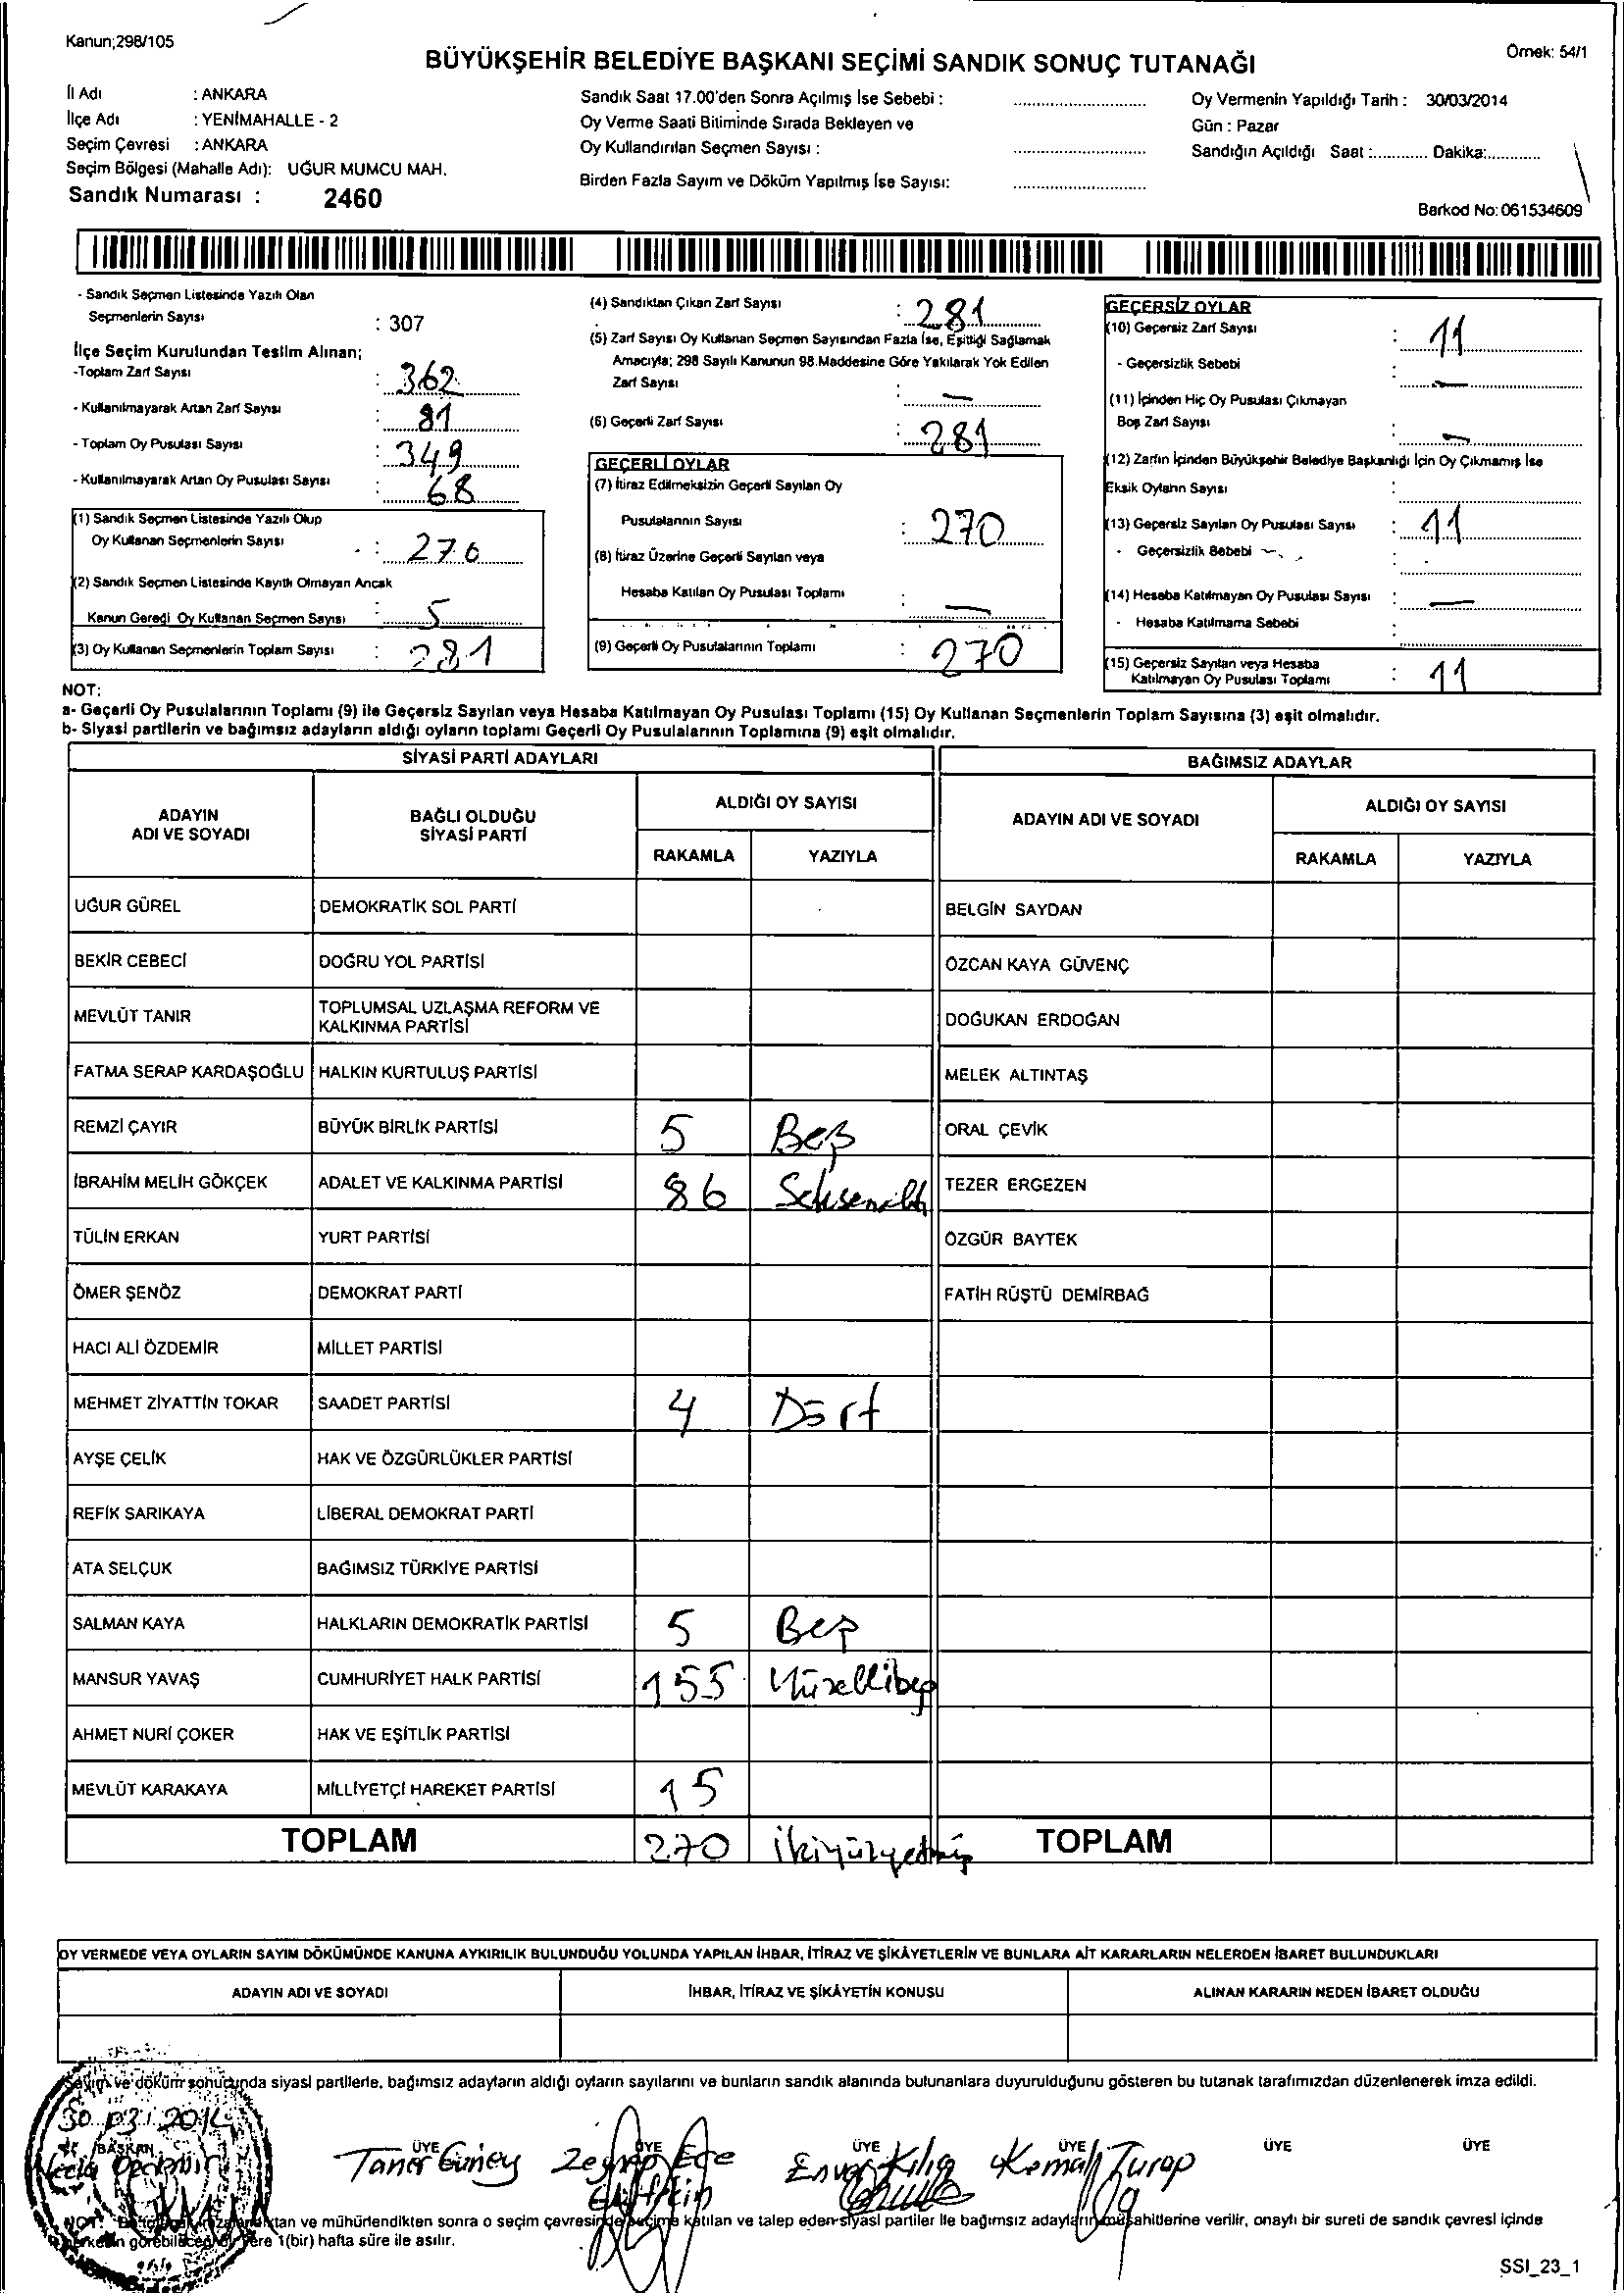 Kanun;298/105
BÜYÜKŞEHİR BELEDİYE BAŞKANI SEÇİMİ SANDIK SONUÇ TUTANAĞI
Örnek: 54/1
İl Adı : ANKARA
İlçe Adı : YENİMAHALLE - 2
Seçim Çevresi : ANKARA
Seçim Bölgesi (Mahalle Adı): UĞUR MUMCU MAH.
Sandık Numarası : 2460
Sandık Saat 17.00'den Sonra Açılmış İse Sebebi :
Oy Verme Saati Bitiminde Sırada Bekleyen ve
Oy Kullandırılan Seçmen Sayısı :
Birden Fazla Sayım ve Döküm Yapılmış İse Sayısı:
Oy Vermenin Yapıldığı Tarih : 30/03/2014
Gün : Pazar
Sandığın Açıldığı Saat :............ Dakika:............
Barkod No: 061534609
- Sandık Seçmen Listesinde Yazılı Olan
Seçmenlerin Sayısı : 307
İlçe Seçim Kurulundan Teslim Alınan;
-Toplam Zarf Sayısı : 362
- Kullanılmayarak Artan Zarf Sayısı : 81
- Toplam Oy Pusulası Sayısı : 349
- Kullanılmayarak Artan Oy Pusulası Sayısı : 68
(1) Sandık Seçmen Listesinde Yazılı Olup
Oy Kullanan Seçmenlerin Sayısı : 276
(2) Sandık Seçmen Listesinde Kayıtlı Olmayan Ancak
Kanun Gereği Oy Kullanan Seçmen Sayısı : 5
(3) Oy Kullanan Seçmenlerin Toplam Sayısı : 281
(4) Sandıktan Çıkan Zarf Sayısı : 281
(5) Zarf Sayısı Oy Kullanan Seçmen Sayısından Fazla İse, Eşitliği Sağlamak
Amacıyla; 298 Sayılı Kanunun 98.Maddesine Göre Yakılarak Yok Edilen
Zarf Sayısı : —
(6) Geçerli Zarf Sayısı : 281
GEÇERLİ OYLAR
(7) İtiraz Edilmeksizin Geçerli Sayılan Oy
Pusulalarının Sayısı : 270
(8) İtiraz Üzerine Geçerli Sayılan veya
Hesaba Katılan Oy Pusulası Toplamı : —
(9) Geçerli Oy Pusulalarının Toplamı : 270
GEÇERSİZ OYLAR
(10) Geçersiz Zarf Sayısı : 11
- Geçersizlik Sebebi : —
(11) İçinden Hiç Oy Pusulası Çıkmayan
Boş Zarf Sayısı : —
(12) Zarfın İçinden Büyükşehir Belediye Başkanlığı İçin Oy Çıkmamış İse
Eksik Oyların Sayısı :
(13) Geçersiz Sayılan Oy Pusulası Sayısı : 11
- Geçersizlik Sebebi :
(14) Hesaba Katılmayan Oy Pusulası Sayısı : —
- Hesaba Katılmama Sebebi :
(15) Geçersiz Sayılan veya Hesaba
Katılmayan Oy Pusulası Toplamı : 11
NOT:
a- Geçerli Oy Pusulalarının Toplamı (9) ile Geçersiz Sayılan veya Hesaba Katılmayan Oy Pusulası Toplamı (15) Oy Kullanan Seçmenlerin Toplam Sayısına (3) eşit olmalıdır.
b- Siyasi partilerin ve bağımsız adayların aldığı oyların toplamı Geçerli Oy Pusulalarının Toplamına (9) eşit olmalıdır.
SİYASİ PARTİ ADAYLARI
BAĞIMSIZ ADAYLAR
ADAYIN
ADI VE SOYADI
BAĞLI OLDUĞU
SİYASİ PARTİ
ALDIĞI OY SAYISI
RAKAMLA YAZIYLA
ADAYIN ADI VE SOYADI
ALDIĞI OY SAYISI
RAKAMLA YAZIYLA
UĞUR GÜREL DEMOKRATİK SOL PARTİ BELGİN SAYDAN
BEKİR CEBECİ DOĞRU YOL PARTİSİ ÖZCAN KAYA GÜVENÇ
MEVLÜT TANIR TOPLUMSAL UZLAŞMA REFORM VE
KALKINMA PARTİSİ DOĞUKAN ERDOĞAN
FATMA SERAP KARDAŞOĞLU HALKIN KURTULUŞ PARTİSİ MELEK ALTINTAŞ
REMZİ ÇAYIR BÜYÜK BİRLİK PARTİSİ 5 Beş ORAL ÇEVİK
İBRAHİM MELİH GÖKÇEK ADALET VE KALKINMA PARTİSİ 86 Seksenaltı TEZER ERGEZEN
TÜLİN ERKAN YURT PARTİSİ ÖZGÜR BAYTEK
ÖMER ŞENÖZ DEMOKRAT PARTİ FATİH RÜŞTÜ DEMİRBAĞ
HACI ALİ ÖZDEMİR MİLLET PARTİSİ
MEHMET ZİYATTİN TOKAR SAADET PARTİSİ 4 Dört
AYŞE ÇELİK HAK VE ÖZGÜRLÜKLER PARTİSİ
REFİK SARIKAYA LİBERAL DEMOKRAT PARTİ
ATA SELÇUK BAĞIMSIZ TÜRKİYE PARTİSİ
SALMAN KAYA HALKLARIN DEMOKRATİK PARTİSİ 5 Beş
MANSUR YAVAŞ CUMHURİYET HALK PARTİSİ 155 Yüzellibeş
AHMET NURİ ÇOKER HAK VE EŞİTLİK PARTİSİ
MEVLÜT KARAKAYA MİLLİYETÇİ HAREKET PARTİSİ 15
TOPLAM 270 ikiyüzyetmiş TOPLAM
OY VERMEDE VEYA OYLARIN SAYIM DÖKÜMÜNDE KANUNA AYKIRILIK BULUNDUĞU YOLUNDA YAPILAN İHBAR, İTİRAZ VE ŞİKÂYETLERİN VE BUNLARA AİT KARARLARIN NELERDEN İBARET BULUNDUKLARI
ADAYIN ADI VE SOYADI İHBAR, İTİRAZ VE ŞİKÂYETİN KONUSU ALINAN KARARIN NEDEN İBARET OLDUĞU
Sayım ve döküm sonucunda siyasi partilerle, bağımsız adayların aldığı oyların sayılarını ve bunların sandık alanında bulunanlara duyurulduğunu gösteren bu tutanak tarafımızdan düzenlenerek imza edildi.
30.03.2014
BAŞKAN ÜYE ÜYE ÜYE ÜYE ÜYE ÜYE
Taner Güney Zeynep Ece Enver Kılıç Kemal Turap
ve mühürlendikten sonra o seçim çevresinde seçime katılan ve talep eden siyasi partiler ile bağımsız adayların müşahitlerine verilir, onaylı bir sureti de sandık çevresi içinde
herkesin görebileceği bir yere 1(bir) hafta süre ile asılır.
SSI_23_1